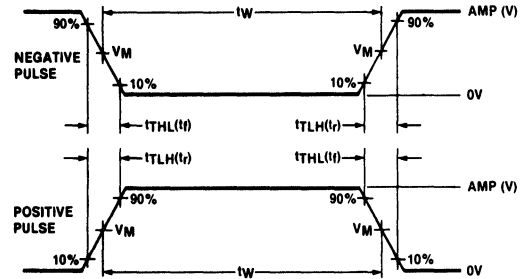 tW
AMP (V)
90%
90%
NEGATIVE
PULSE
VM
VM
10%
10%
0V
tTHL(tf)
tTLH(tr)
tTLH(tr)
tTHL(tf)
AMP (V)
90%
90%
POSITIVE
PULSE
VM
VM
10%
10%
tW
0V